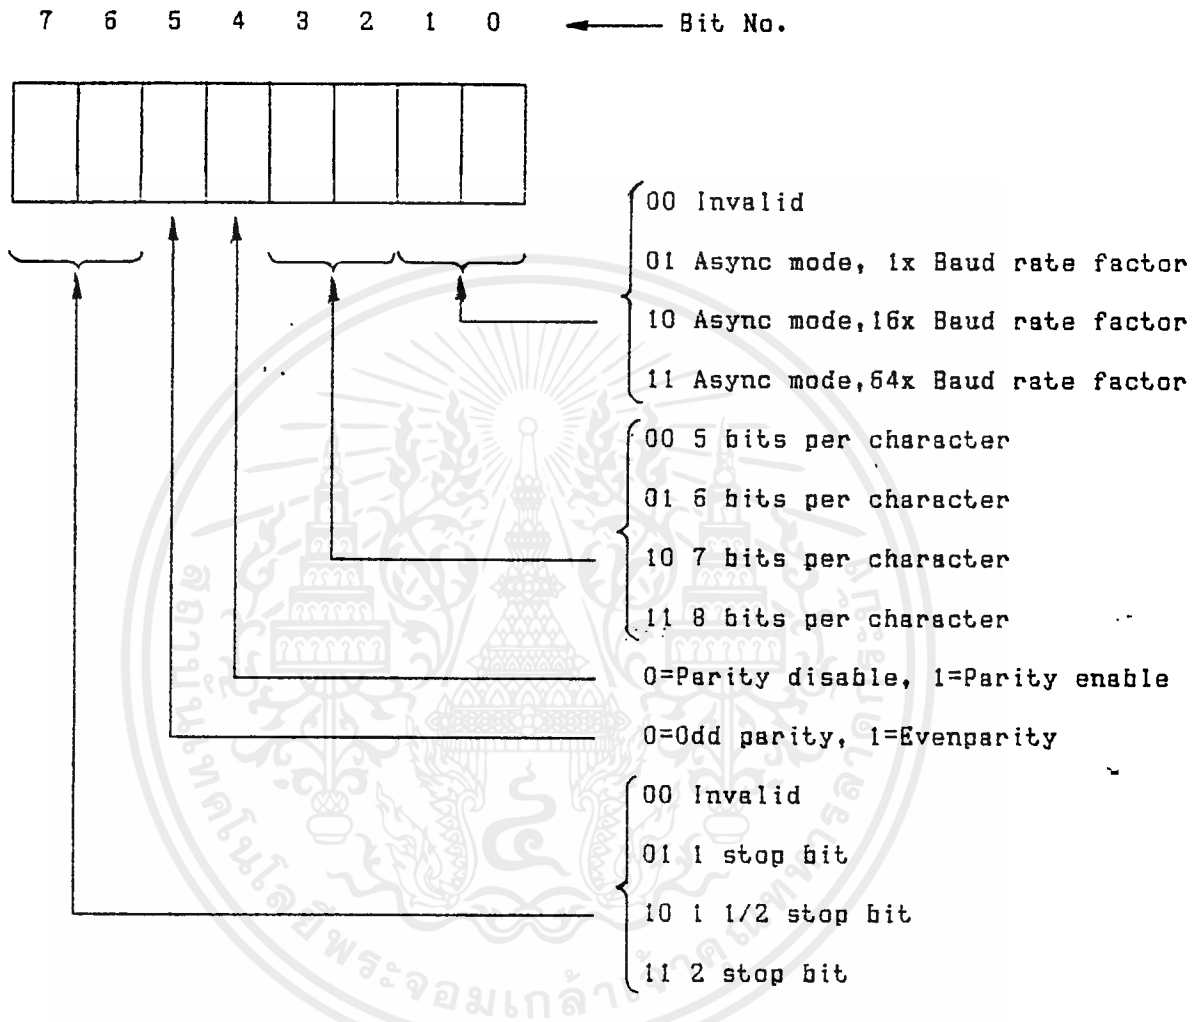 7 6 5 4 3 2 1 0 Bit No.
00 Invalid
01 Async mode, 1x Baud rate factor
10 Async mode,16x Baud rate factor
11 Async mode,64x Baud rate factor
00 5 bits per character
01 6 bits per character
10 7 bits per character
11 8 bits per character
0=Parity disable, 1=Parity enable
0=Odd parity, 1=Evenparity
00 Invalid
01 1 stop bit
10 1 1/2 stop bit
11 2 stop bit